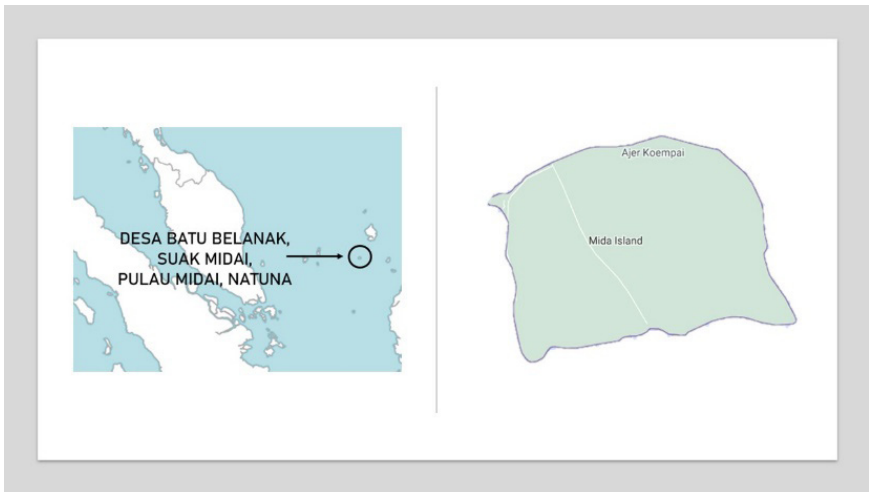 DESA BATU BELANAK,
SUAK MIDAI,
PULAU MIDAI, NATUNA
Ajer Koempai
Mida Island